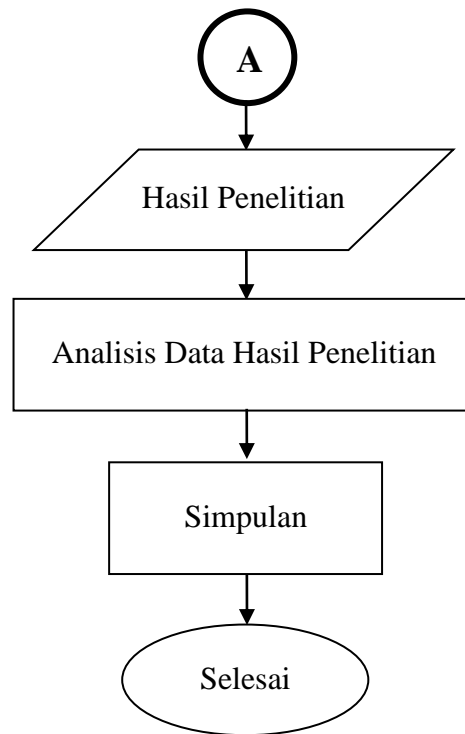 A
Hasil Penelitian
Analisis Data Hasil Penelitian
Simpulan
Selesai